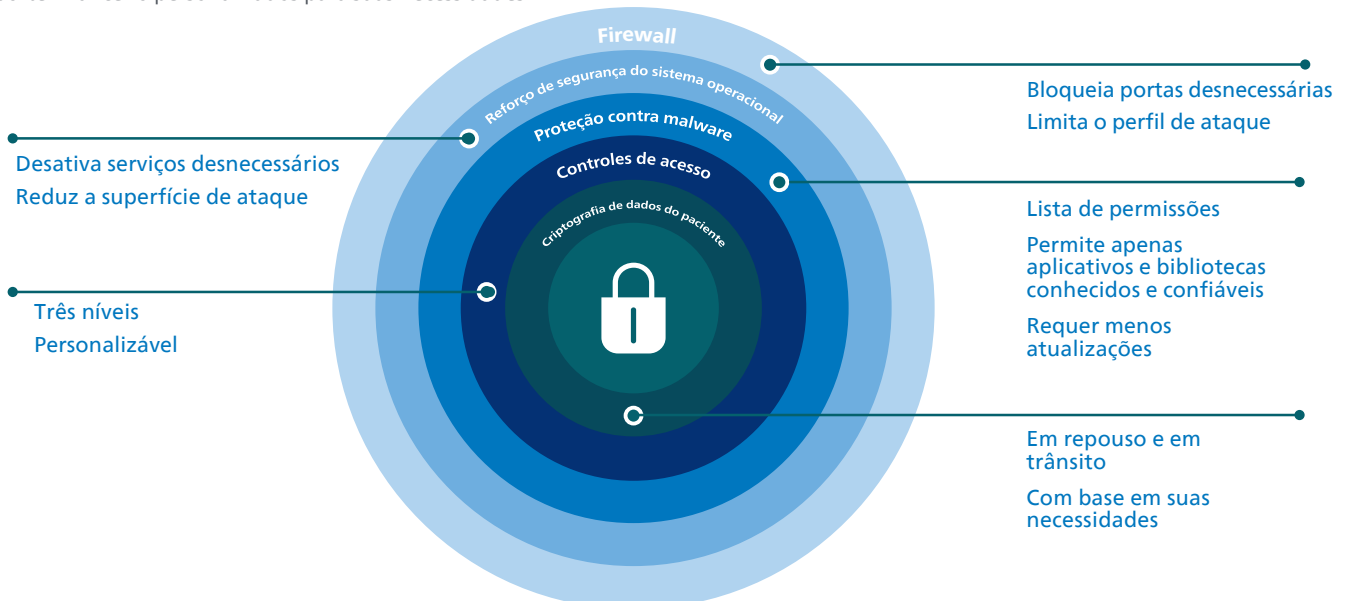 Firewall
Reforço de segurança do sistema operacional
Proteção contra malware
Controles de acesso
Criptografia de dados do paciente
Bloqueia portas desnecessárias
Limita o perfil de ataque
Desativa serviços desnecessários
Reduz a superfície de ataque
Lista de permissões
Permite apenas
aplicativos e bibliotecas
conhecidos e confiáveis
Requer menos
atualizações
Três níveis
Personalizável
Em repouso e em
trânsito
Com base em suas
necessidades